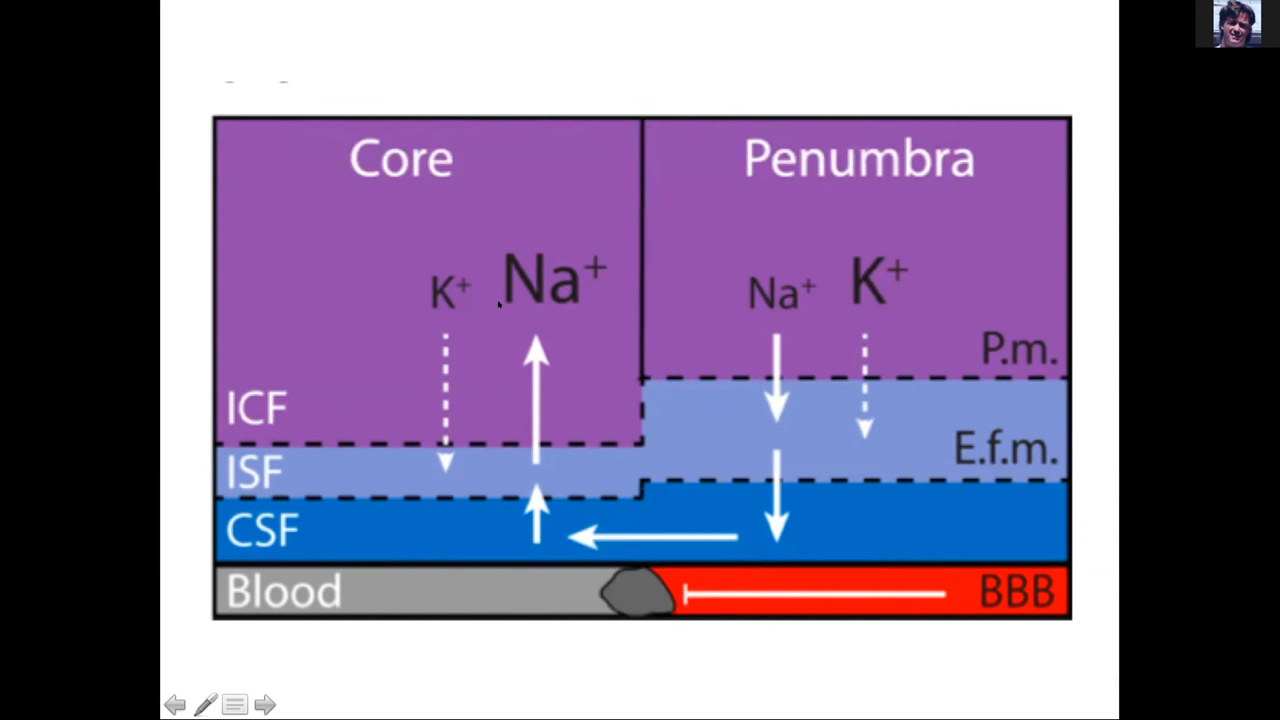 Core
Penumbra
K+ Na+
Na+ K+
P.m.
ICF
E.f.m.
ISF
CSF
Blood
BBB